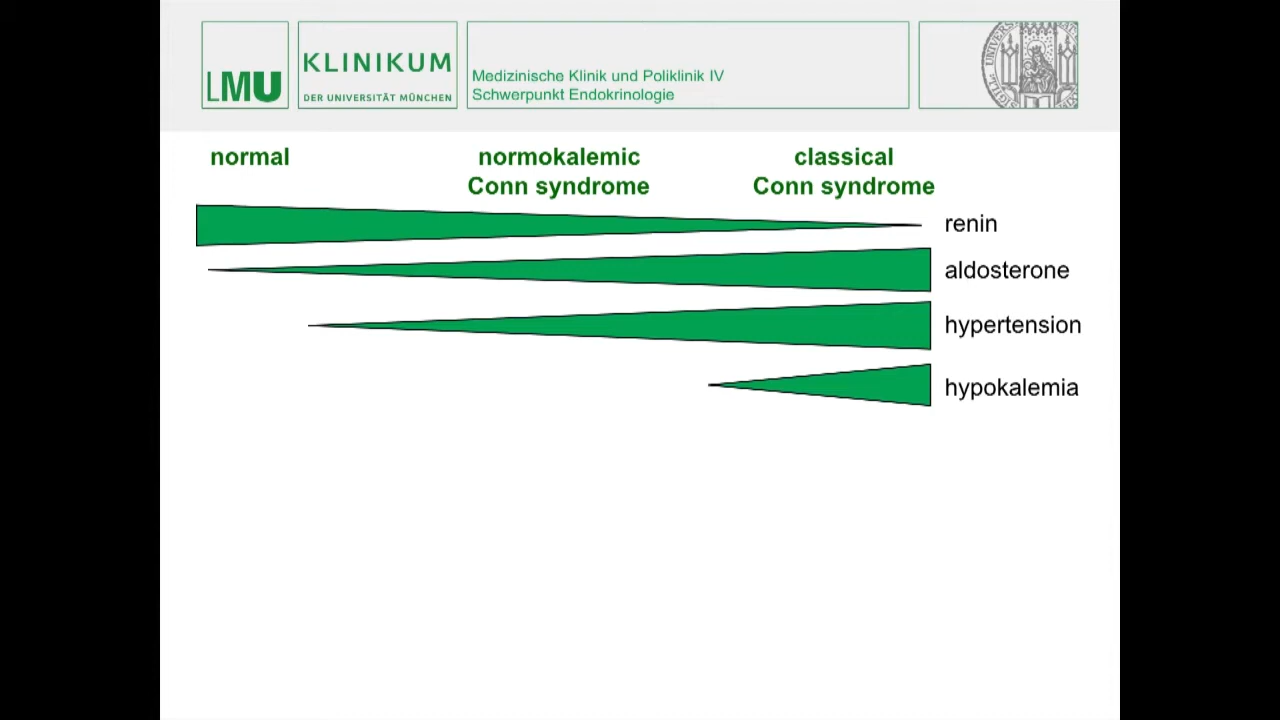 LMU
KLINIKUM
DER UNIVERSITÄT MÜNCHEN
Medizinische Klinik und Poliklinik IV
Schwerpunkt Endokrinologie
normal
normokalemic
Conn syndrome
classical
Conn syndrome
renin
aldosterone
hypertension
hypokalemia